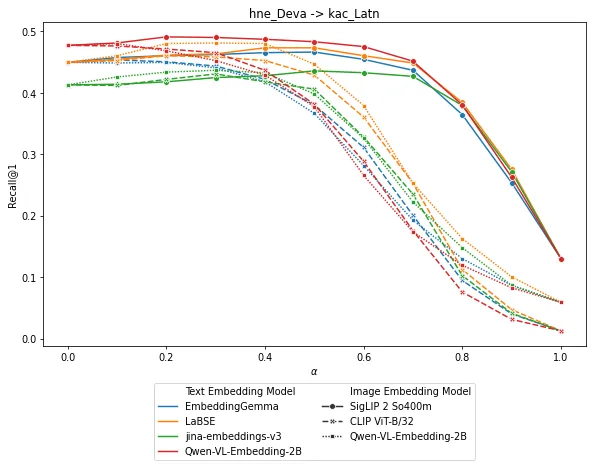 hne_Deva -> kac_Latn
0.5
0.4
0.3
0.2
0.1
0.0
Recall@1
0.0 0.2 0.4 0.6 0.8 1.0
α
Text Embedding Model Image Embedding Model
EmbeddingGemma SigLIP 2 So400m
LaBSE CLIP ViT-B/32
jina-embeddings-v3 Qwen-VL-Embedding-2B
Qwen-VL-Embedding-2B